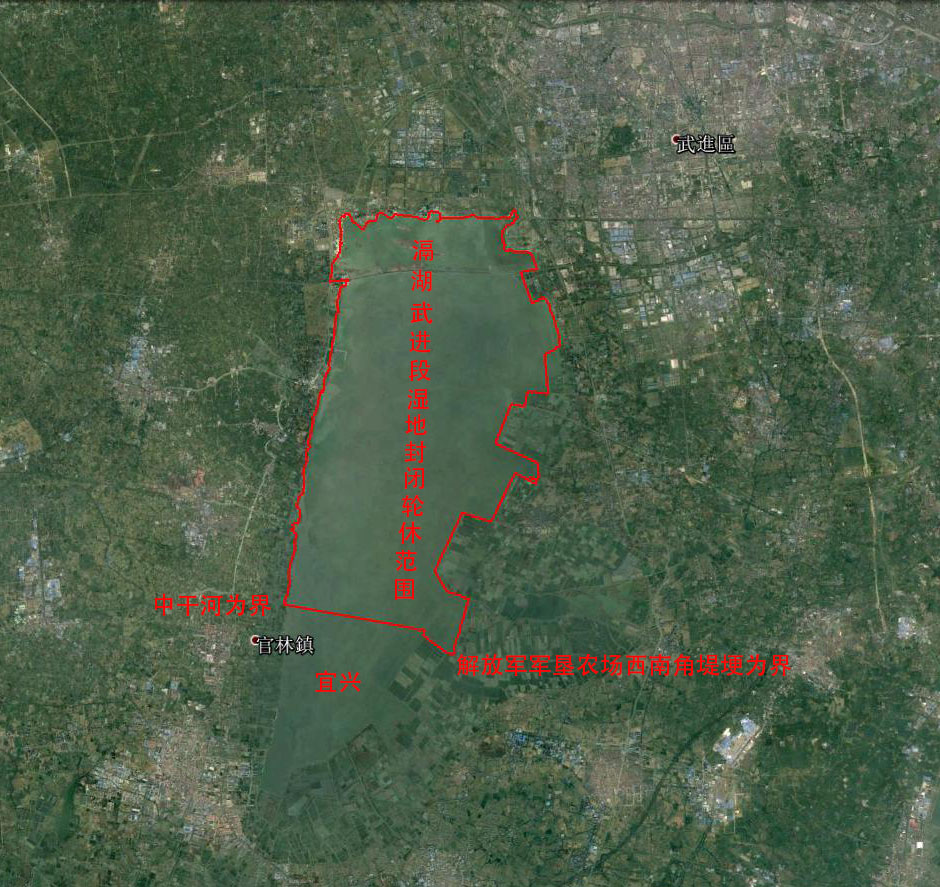 武進區
滆湖武进段湿地封闭轮休范围
中干河为界
官林鎮
解放军军垦农场西南角堤埂为界
宜兴